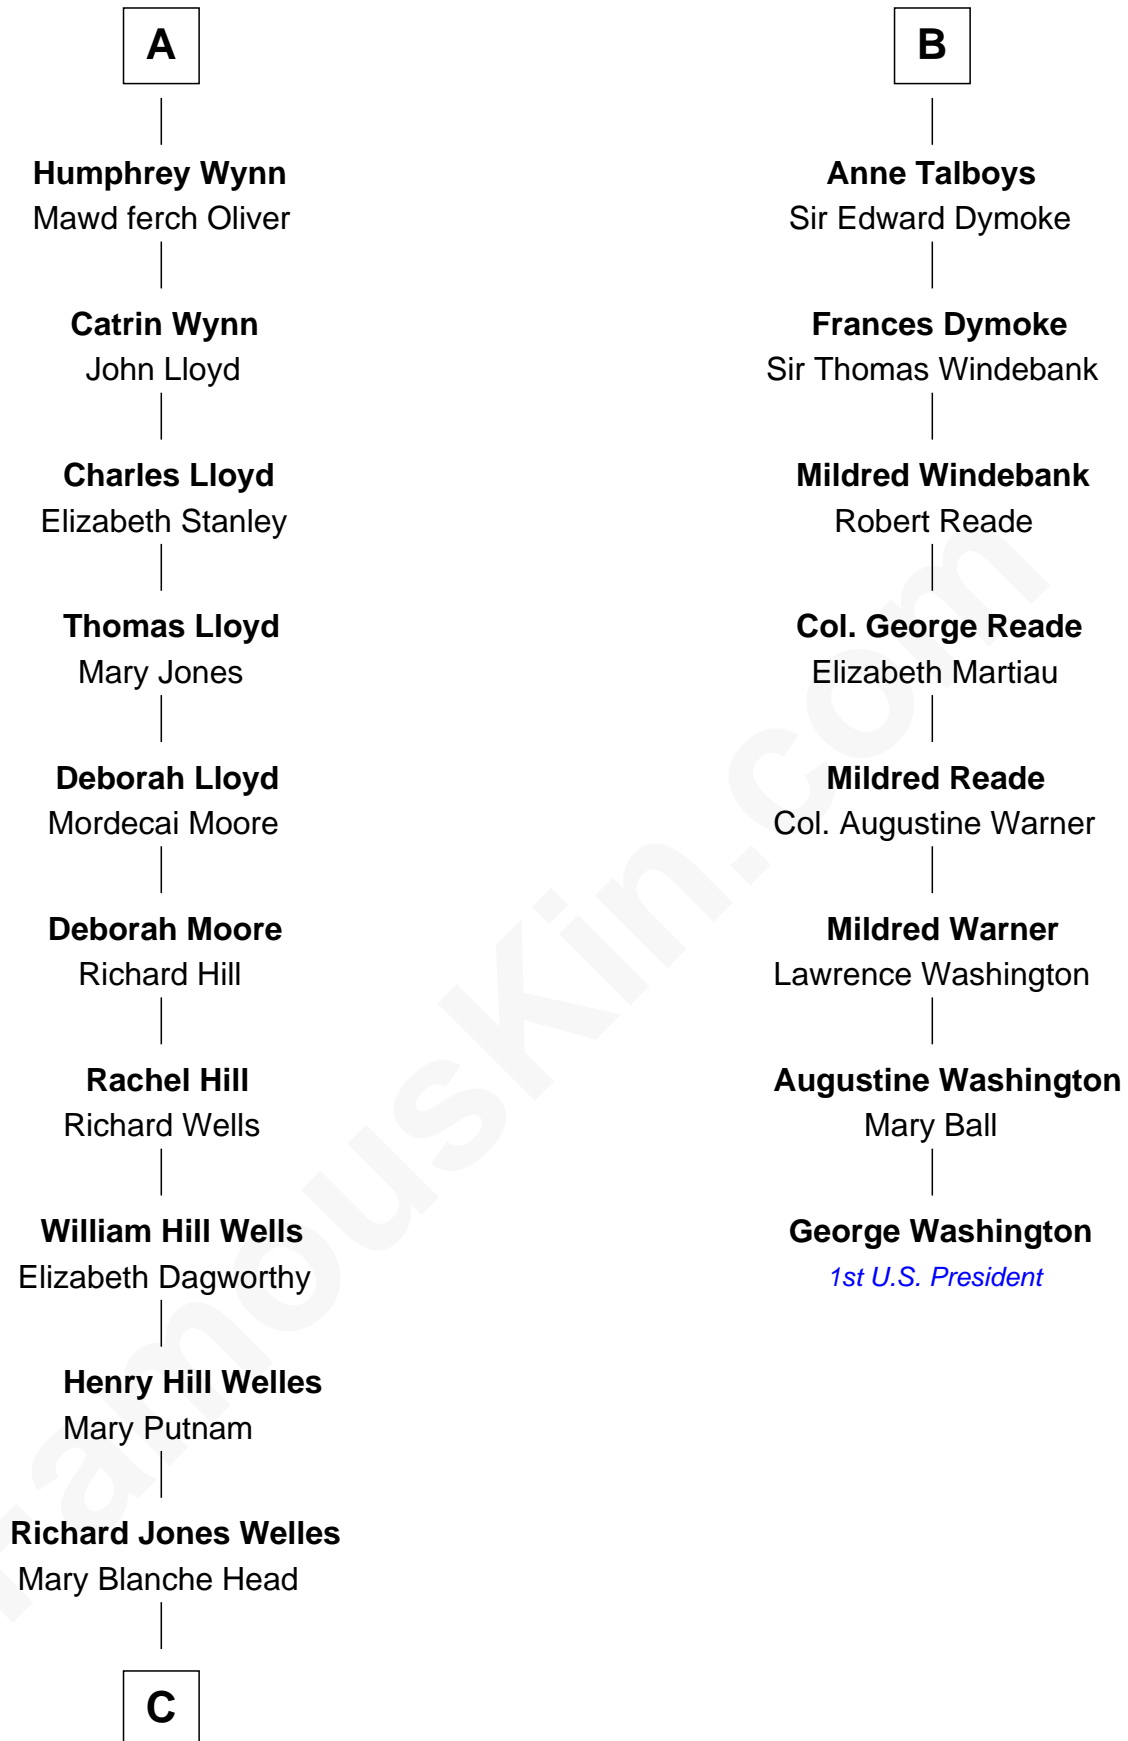 A
Humphrey Wynn
Mawd ferch Oliver
Catrin Wynn
John Lloyd
Charles Lloyd
Elizabeth Stanley
Thomas Lloyd
Mary Jones
Deborah Lloyd
Mordecai Moore
Deborah Moore
Richard Hill
Rachel Hill
Richard Wells
William Hill Wells
Elizabeth Dagworthy
Henry Hill Welles
Mary Putnam
Richard Jones Welles
Mary Blanche Head
C
B
Anne Talboys
Sir Edward Dymoke
Frances Dymoke
Sir Thomas Windebank
Mildred Windebank
Robert Reade
Col. George Reade
Elizabeth Martiau
Mildred Reade
Col. Augustine Warner
Mildred Warner
Lawrence Washington
Augustine Washington
Mary Ball
George Washington
1st U.S. President
FamousKin.com